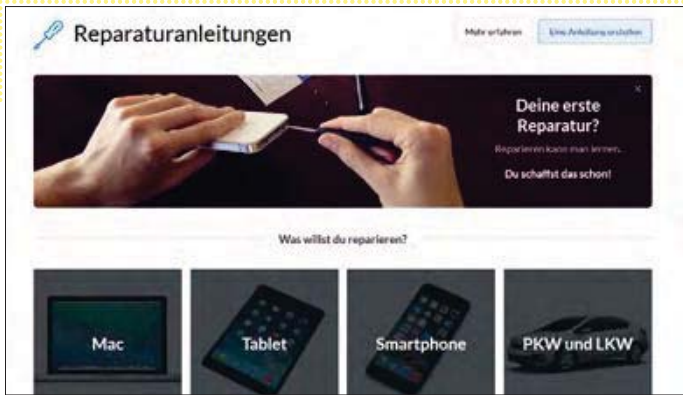 Reparaturanleitungen
Mehr erfahren
Eine Anleitung erstellen
Deine erste
Reparatur?
Reparieren kann man lernen.
Du schaffst das schon!
Was willst du reparieren?
Mac
Tablet
Smartphone
PKW und LKW